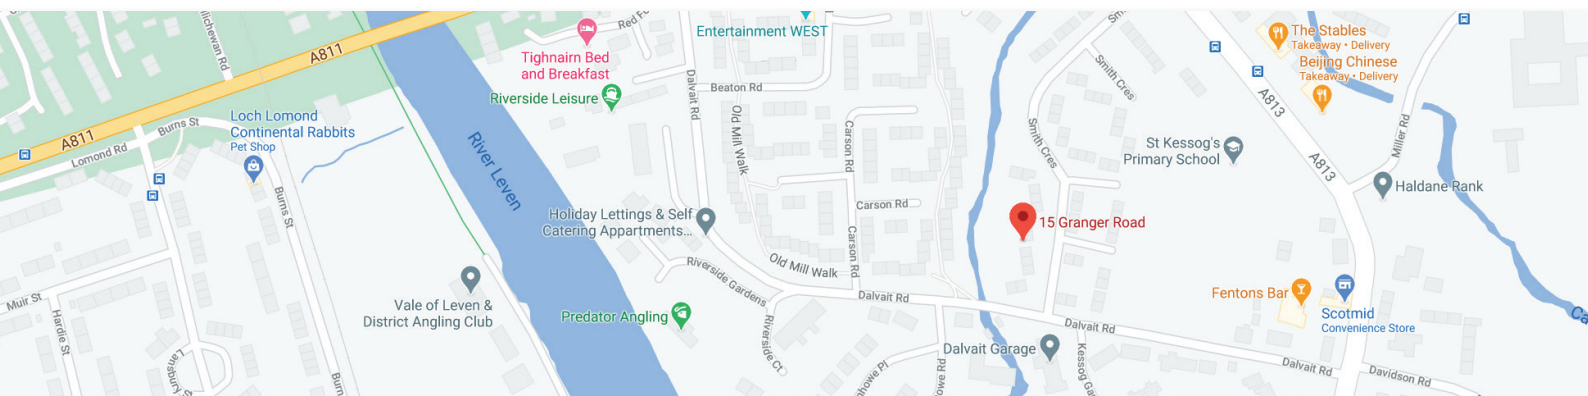 A811
Tighnairn Bed
and Breakfast
Riverside Leisure
Entertainment WEST
Beaton Rd
Dalvait Rd
Old Mill Walk
Carson Rd
Smith Cres
Smith Cres
The Stables
Takeaway • Delivery
Beijing Chinese
Takeaway • Delivery
A813
A813
Miller Rd
St Kessog's
Primary School
Haldane Rank
A811
Lomond Rd
Burns St
Loch Lomond
Continental Rabbits
Pet Shop
Burns St
River Leven
Holiday Lettings & Self
Catering Appartments...
Carson Rd
Carson Rd
15 Granger Road
Old Mill Walk
Riverside Gardens
Dalvait Rd
Muir St
Hardie St
Vale of Leven &
District Angling Club
Predator Angling
Riverside Ct
Fentons Bar
Scotmid
Convenience Store
Dalvait Rd
Dalvait Garage
Dalvait Rd
Davidson Rd